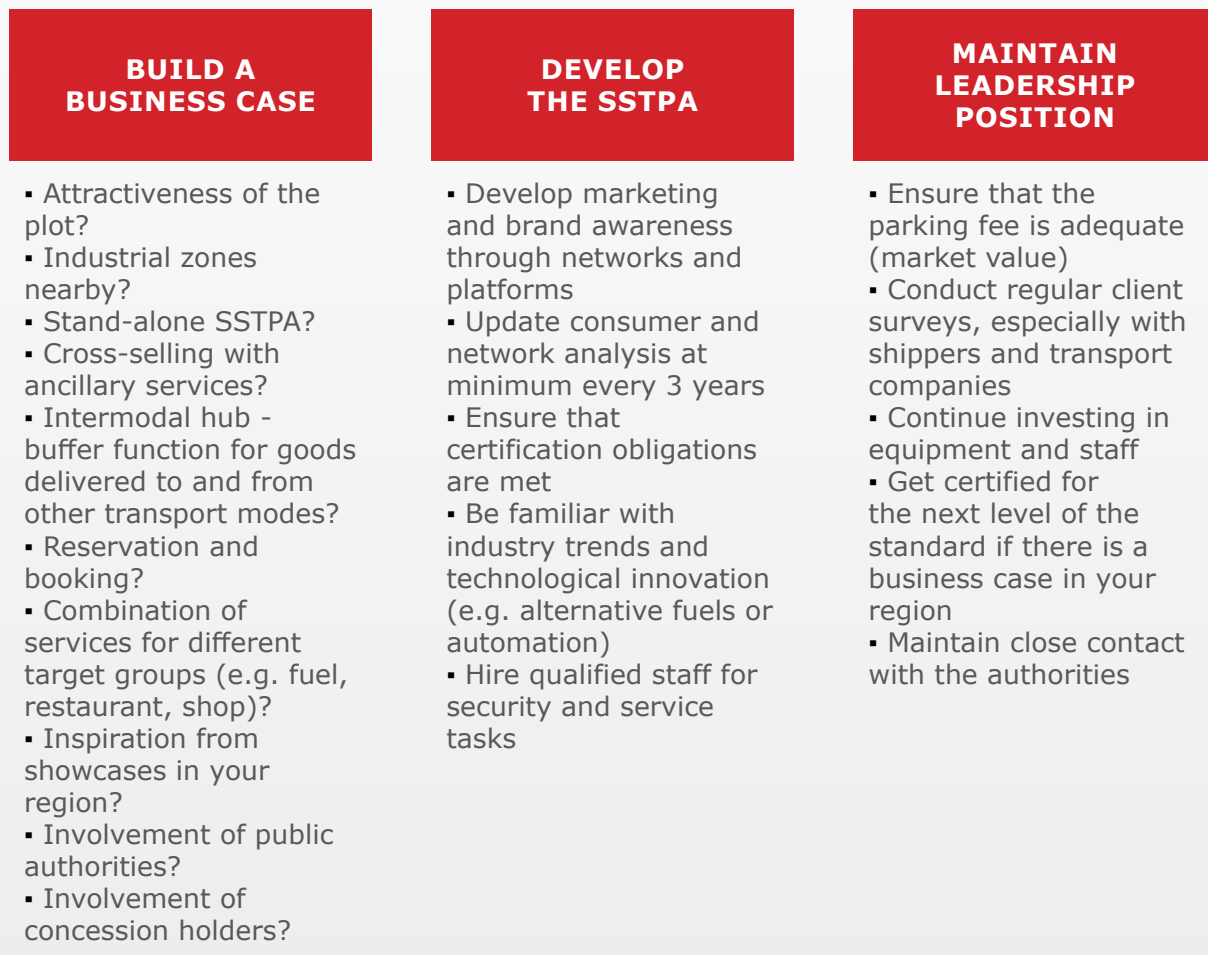 BUILD A
BUSINESS CASE
▪ Attractiveness of the
plot?
▪ Industrial zones
nearby?
▪ Stand-alone SSTPA?
▪ Cross-selling with
ancillary services?
▪ Intermodal hub -
buffer function for goods
delivered to and from
other transport modes?
▪ Reservation and
booking?
▪ Combination of
services for different
target groups (e.g. fuel,
restaurant, shop)?
▪ Inspiration from
showcases in your
region?
▪ Involvement of public
authorities?
▪ Involvement of
concession holders?
DEVELOP
THE SSTPA
▪ Develop marketing
and brand awareness
through networks and
platforms
▪ Update consumer and
network analysis at
minimum every 3 years
▪ Ensure that
certification obligations
are met
▪ Be familiar with
industry trends and
technological innovation
(e.g. alternative fuels or
automation)
▪ Hire qualified staff for
security and service
tasks
MAINTAIN
LEADERSHIP
POSITION
▪ Ensure that the
parking fee is adequate
(market value)
▪ Conduct regular client
surveys, especially with
shippers and transport
companies
▪ Continue investing in
equipment and staff
▪ Get certified for
the next level of the
standard if there is a
business case in your
region
▪ Maintain close contact
with the authorities